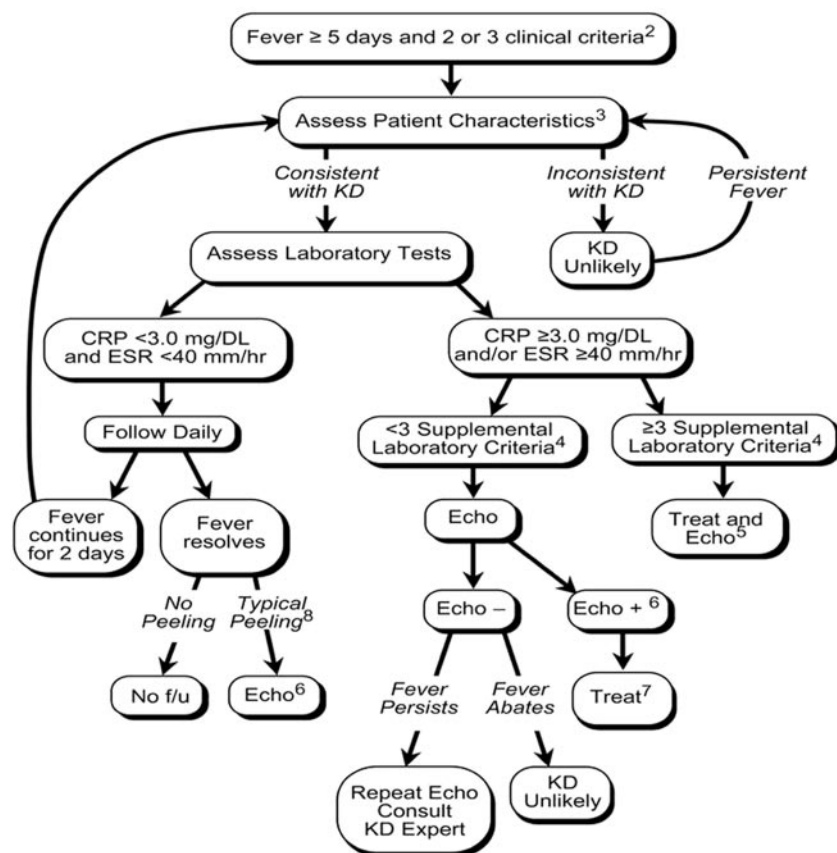 Fever ≥ 5 days and 2 or 3 clinical criteria2
Assess Patient Characteristics3
Consistent
with KD
Inconsistent
with KD
Persistent
Fever
Assess Laboratory Tests
KD
Unlikely
CRP <3.0 mg/DL
and ESR <40 mm/hr
CRP ≥3.0 mg/DL
and/or ESR ≥40 mm/hr
Follow Daily
<3 Supplemental
Laboratory Criteria4
≥3 Supplemental
Laboratory Criteria4
Fever
continues
for 2 days
Fever
resolves
Echo
Treat and
Echo5
No
Peeling
Typical
Peeling8
Echo –
Echo + 6
No f/u
Echo6
Fever
Persists
Fever
Abates
Treat7
Repeat Echo
Consult
KD Expert
KD
Unlikely